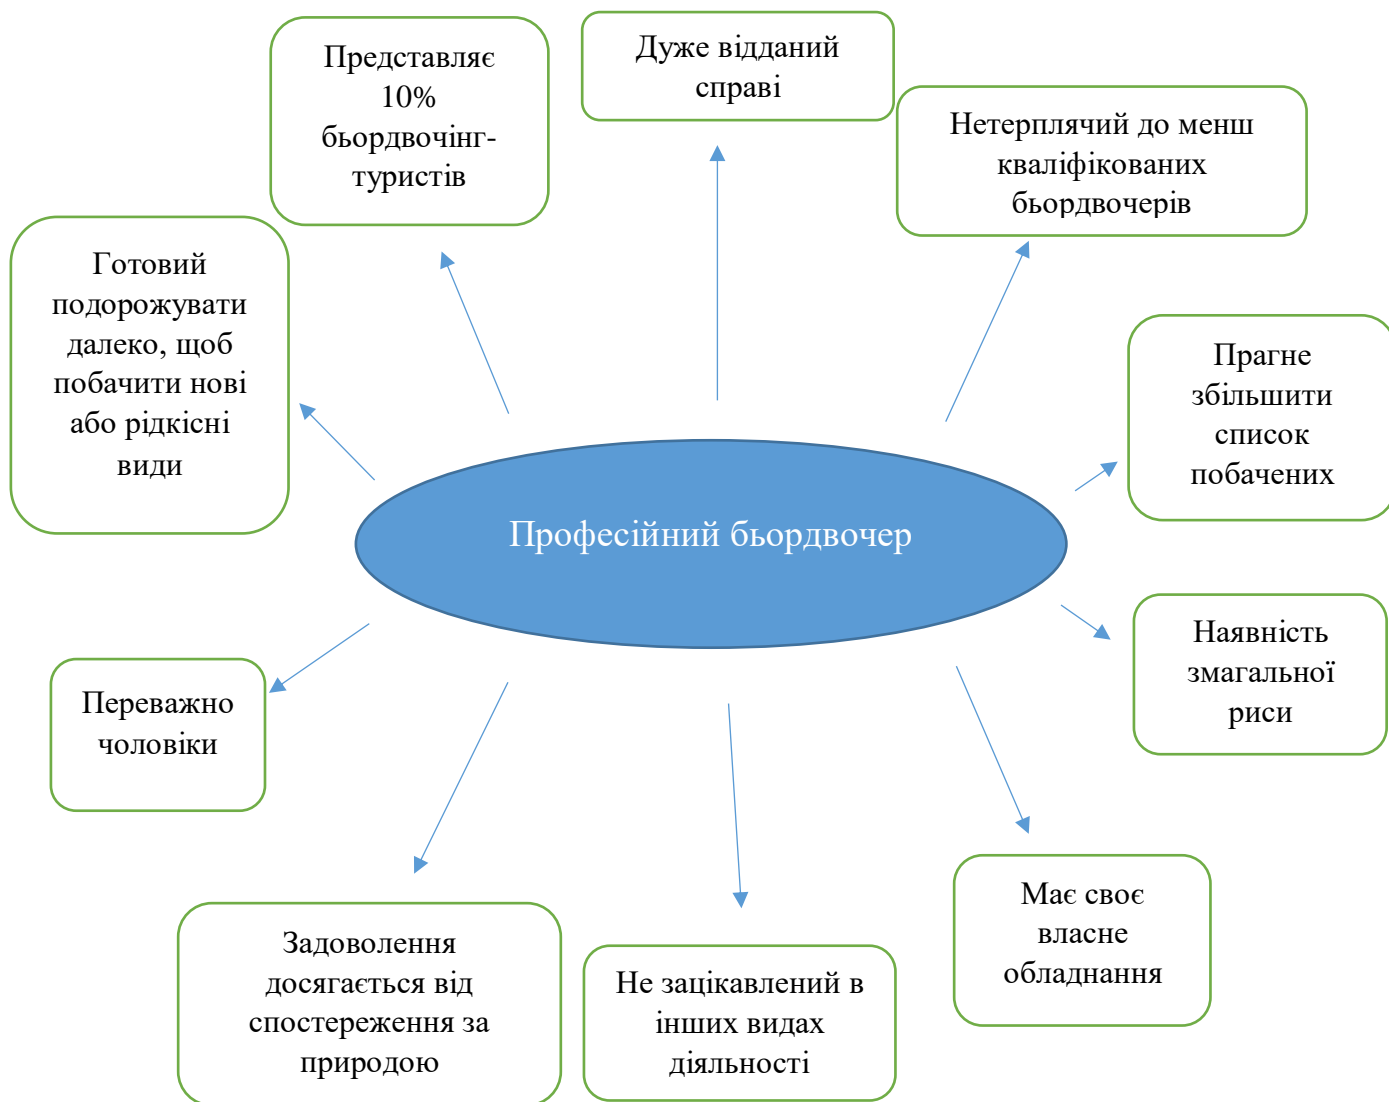 Представляє
10%
бьордвочінг-
туристів
Дуже відданий
справі
Нетерплячий до менш
кваліфікованих
бьордвочерів
Готовий
подорожувати
далеко, щоб
побачити нові
або рідкісні
види
Прагне
збільшити
список
побачених
Професійний бьордвочер
Наявність
змагальної
риси
Переважно
чоловіки
Має своє
власне
обладнання
Задоволення
досягається від
спостереження за
природою
Не зацікавлений в
інших видах
діяльності